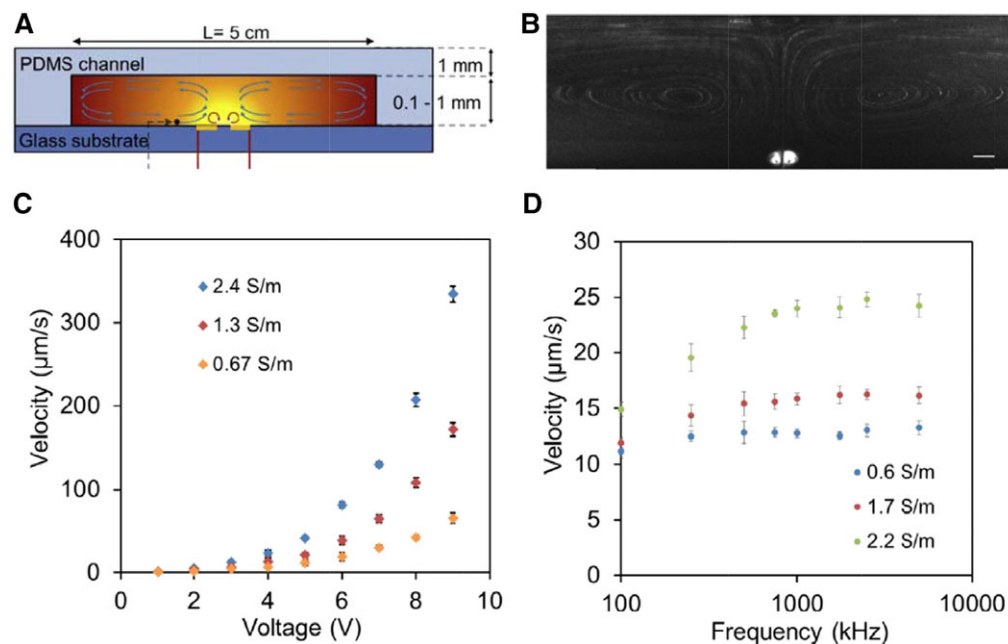 A
L= 5 cm
PDMS channel
1 mm
0.1 - 1 mm
Glass substrate
B
C
Velocity (µm/s)
400
300
200
100
0
2.4 S/m
1.3 S/m
0.67 S/m
0 2 4 6 8 10
Voltage (V)
D
Velocity (µm/s)
30
25
20
15
10
5
0
0.6 S/m
1.7 S/m
2.2 S/m
100 1000 10000
Frequency (kHz)